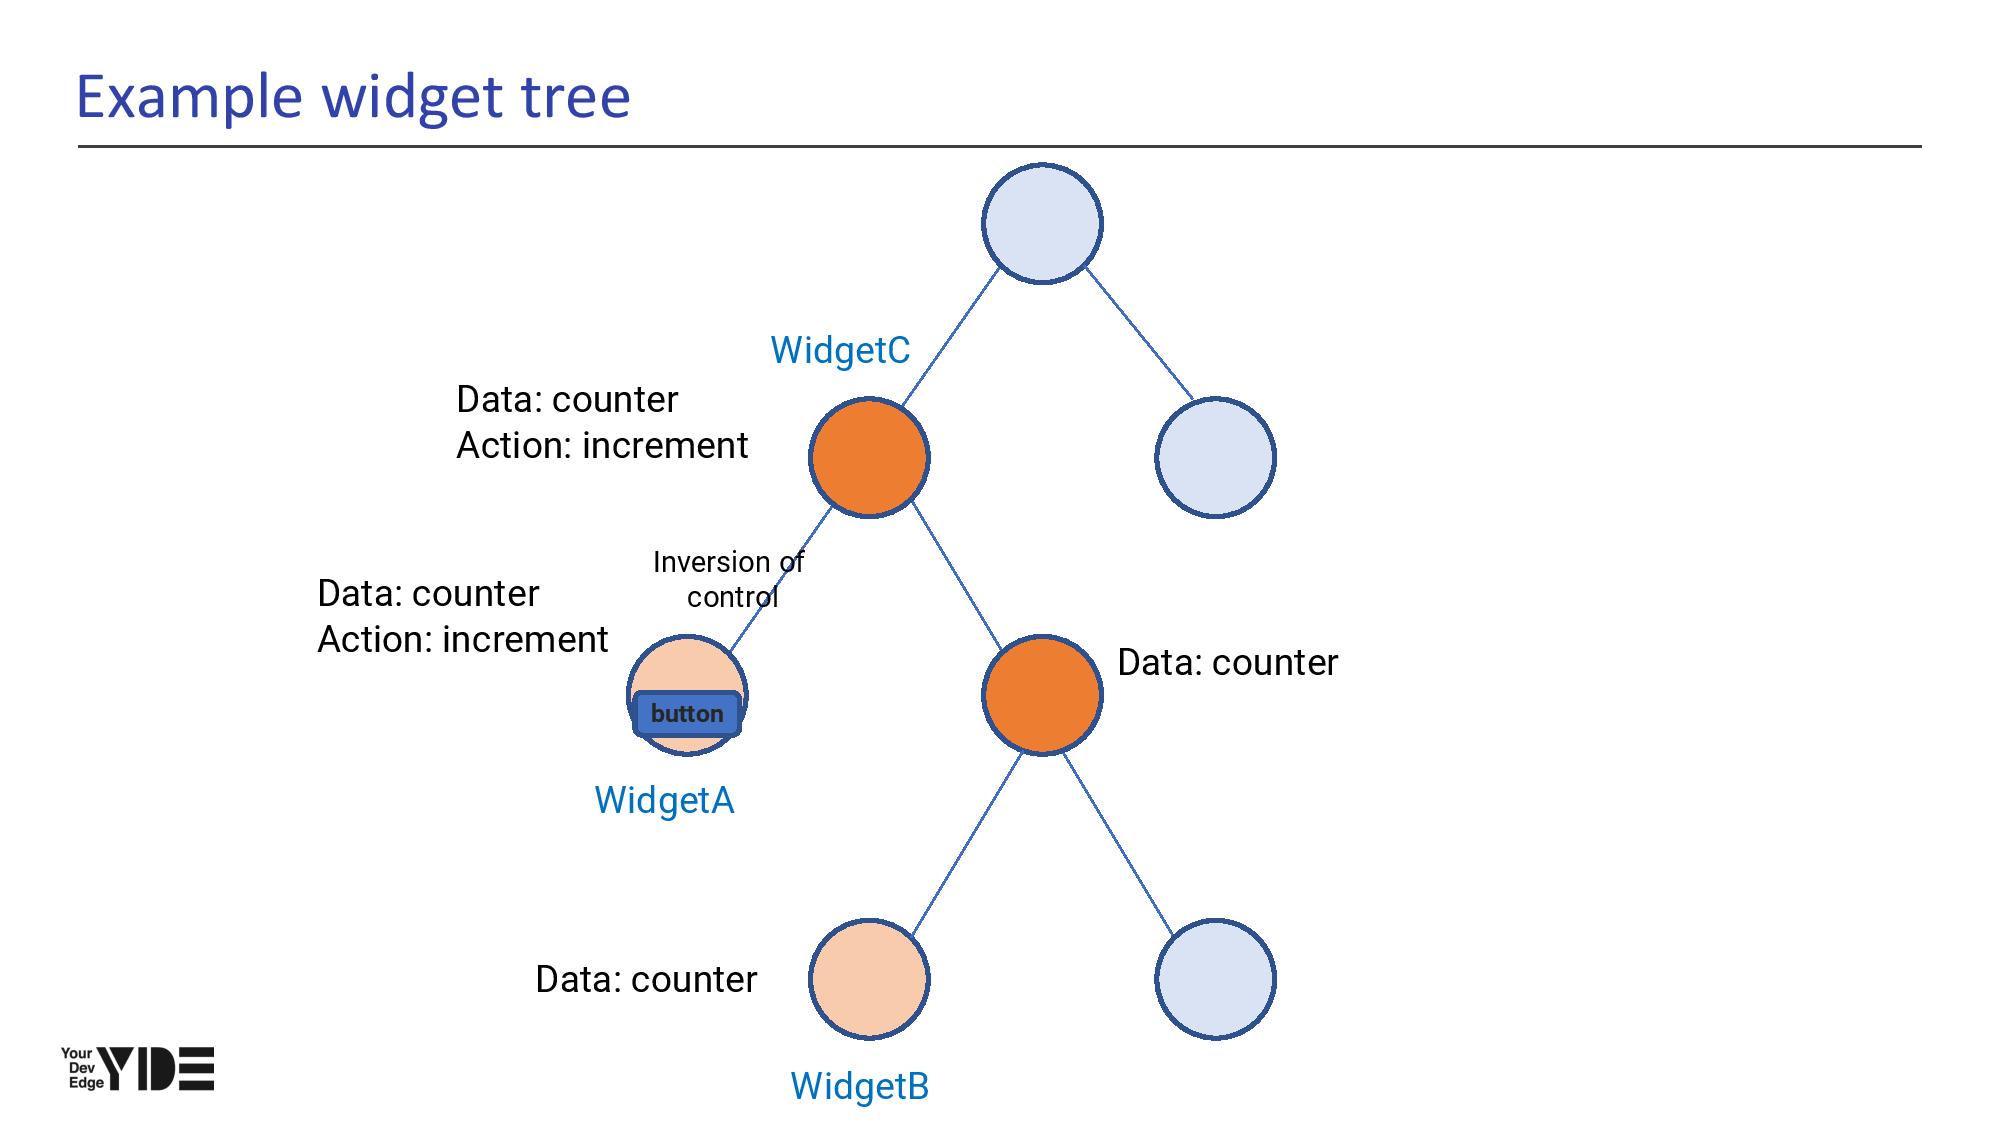 Example widget tree
WidgetC
Data: counter
Action: increment
Inversion of
control
Data: counter
Action: increment
button
Data: counter
WidgetA
Data: counter
WidgetB
Your
Dev
Edge
YDE